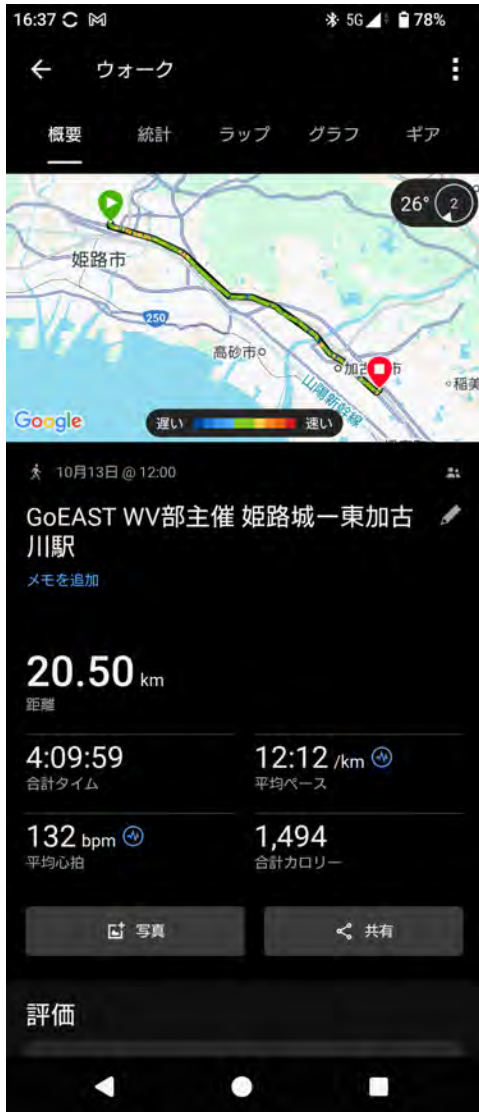 16:37 5G 78%
ウォーク
概要 統計 ラップ グラフ ギア
26° 2
姫路市
250
高砂市
加古 市
稲美
山陽新幹線
Google 遅い 速い
10月13日 @ 12:00
GoEAST WV部主催 姫路城ー東加古
川駅
メモを追加
20.50 km
距離
4:09:59 12:12 /km
合計タイム 平均ペース
132 bpm 1,494
平均心拍 合計カロリー
写真 共有
評価